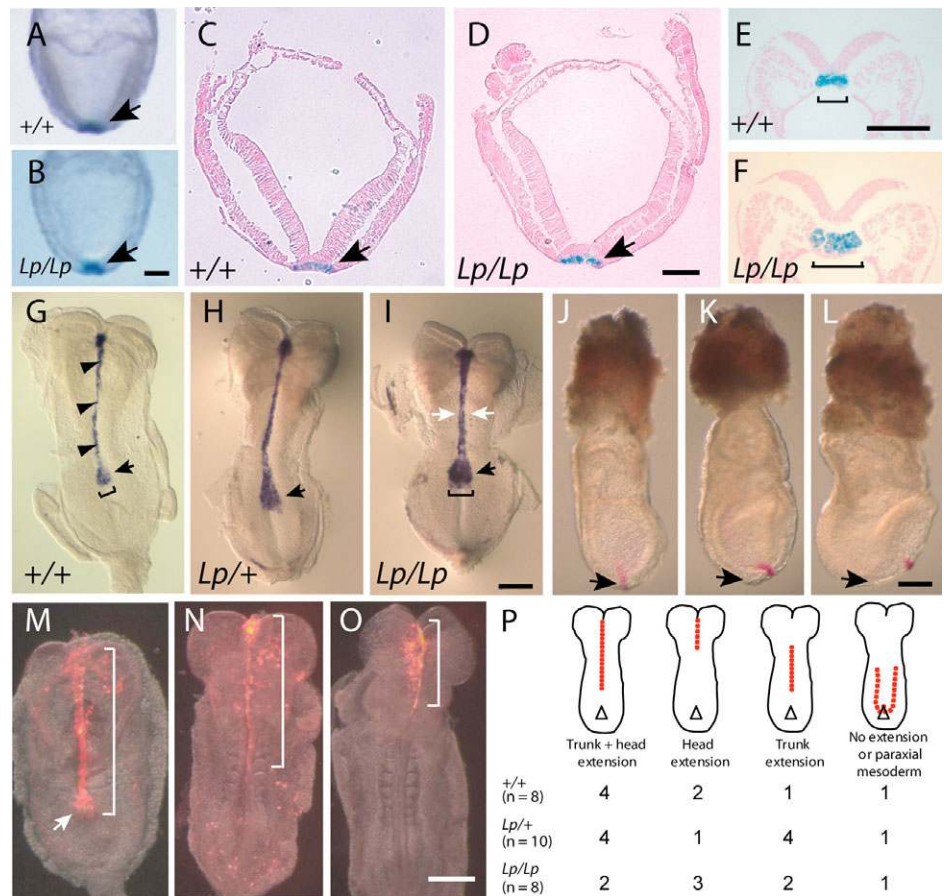 A
+/+
B
Lp/Lp
C
+/+
D
Lp/Lp
E
+/+
F
Lp/Lp
G
+/+
H
Lp/+
I
Lp/Lp
J
K
L
M
N
O
P
Trunk + head extension
Head extension
Trunk extension
No extension or paraxial mesoderm
+/+ (n = 8) 4 2 1 1
Lp/+ (n = 10) 4 1 4 1
Lp/Lp (n = 8) 2 3 2 1